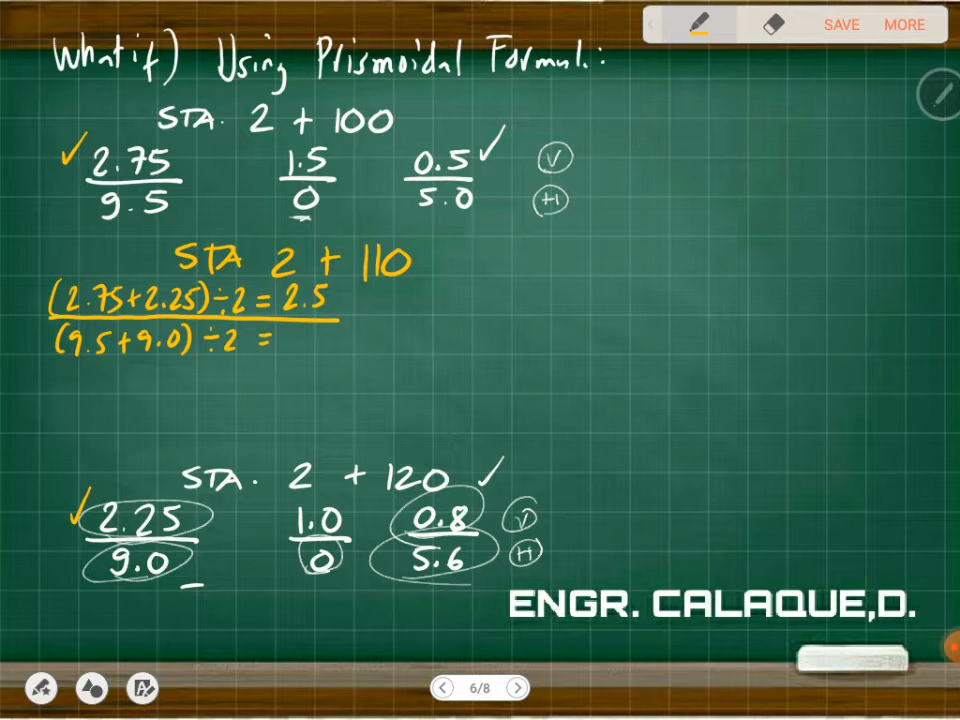 SAVE MORE
What if) Using Prismoidal Formul.:
STA. 2 + 100
2.75 1.5 0.5 V
9.5 0 5.0 H
STA 2 + 110
(2.75+2.25)÷2 = 2.5
(9.5+9.0) ÷2 =
STA. 2 + 120
2.25 1.0 0.8 V
9.0 0 5.6 H
ENGR. CALAQUE,D.
6/8